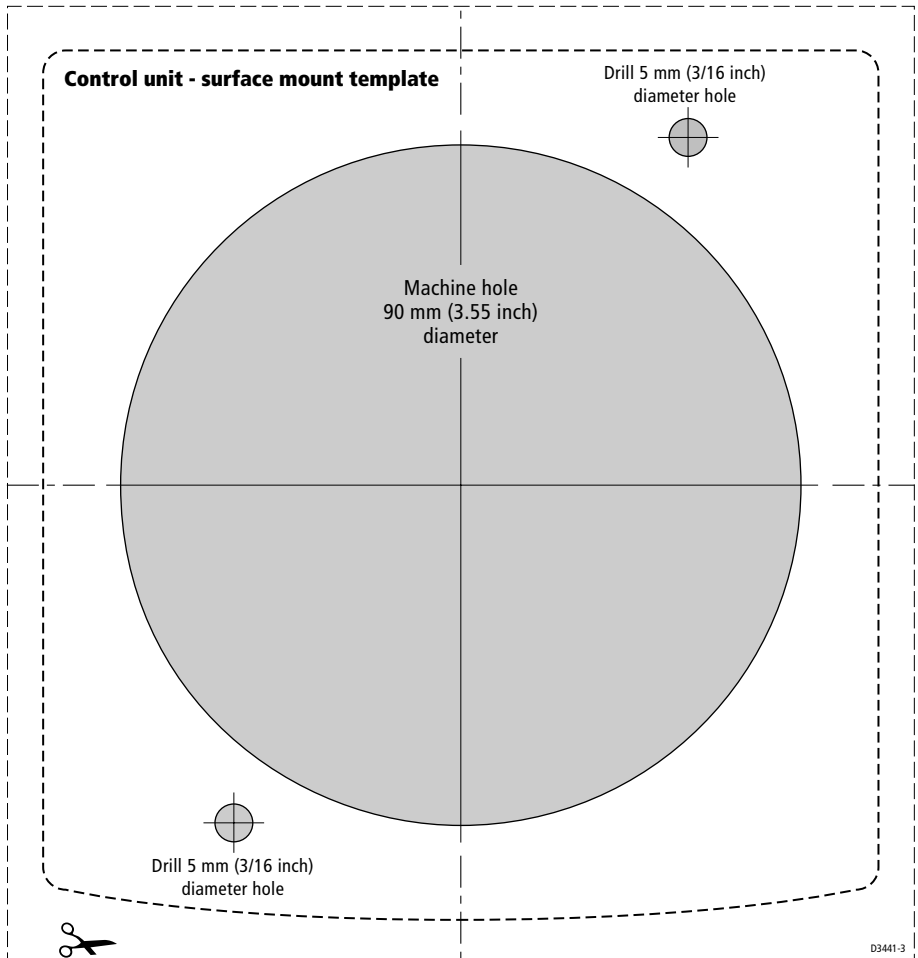 Control unit - surface mount template
Drill 5 mm (3/16 inch)
diameter hole
Machine hole
90 mm (3.55 inch)
diameter
Drill 5 mm (3/16 inch)
diameter hole
D3441-3